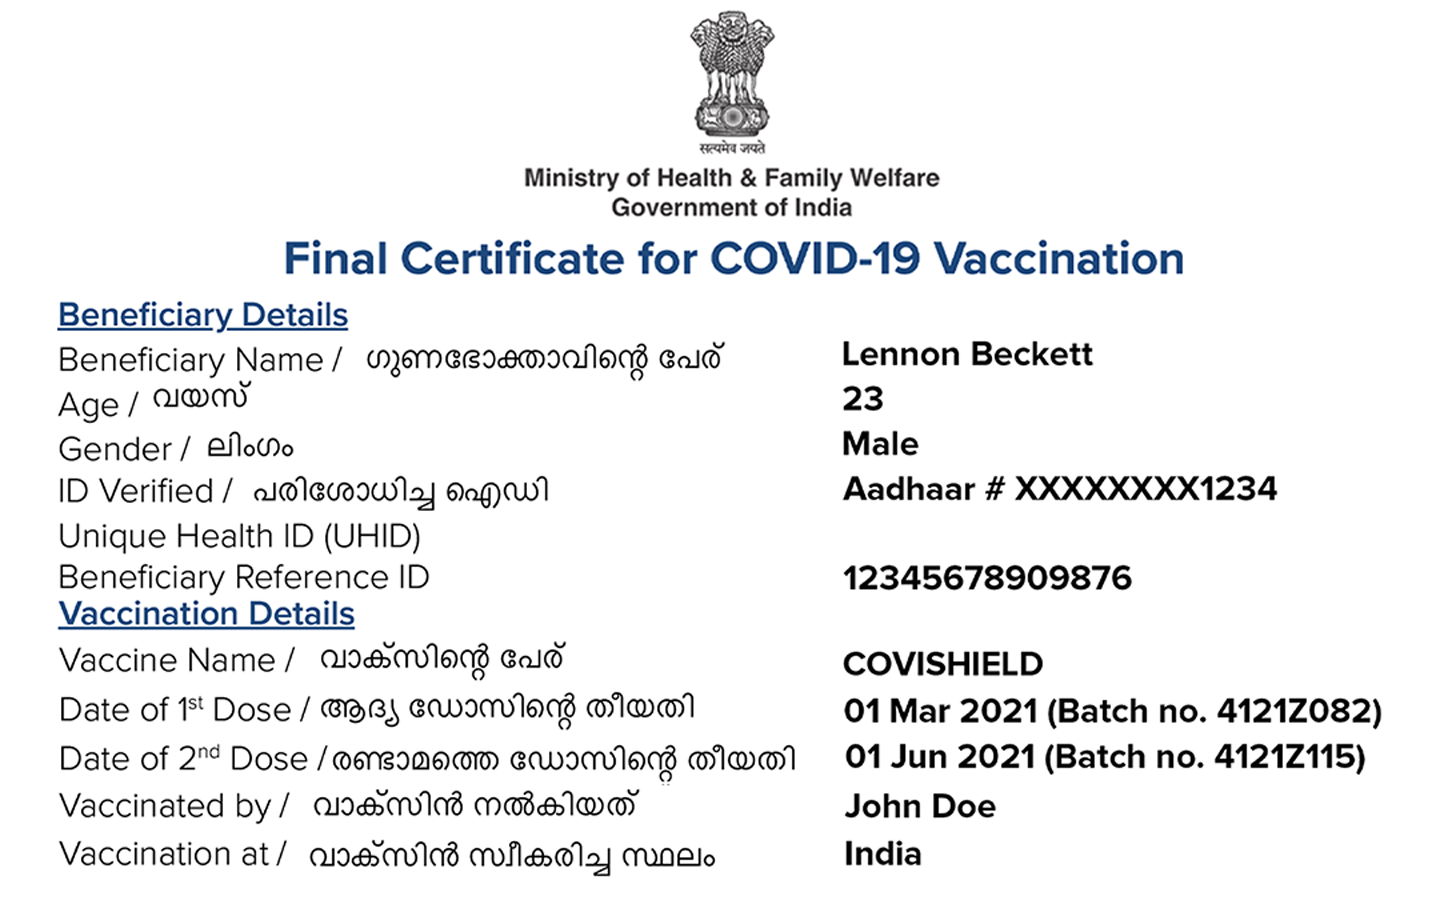 सत्यमेव जयते
Ministry of Health & Family Welfare
Government of India
Final Certificate for COVID-19 Vaccination
Beneficiary Details
Beneficiary Name / ഗുണഭോക്താവിന്റെ പേര് Lennon Beckett
Age / വയസ് 23
Gender / ലിംഗം Male
ID Verified / പരിശോധിച്ച ഐഡി Aadhaar # XXXXXXXX1234
Unique Health ID (UHID)
Beneficiary Reference ID 12345678909876
Vaccination Details
Vaccine Name / വാക്സിന്റെ പേര് COVISHIELD
Date of 1st Dose / ആദ്യ ഡോസിന്റെ തീയതി 01 Mar 2021 (Batch no. 4121Z082)
Date of 2nd Dose / രണ്ടാമത്തെ ഡോസിന്റെ തീയതി 01 Jun 2021 (Batch no. 4121Z115)
Vaccinated by / വാക്സിൻ നൽകിയത് John Doe
Vaccination at / വാക്സിൻ സ്വീകരിച്ച സ്ഥലം India